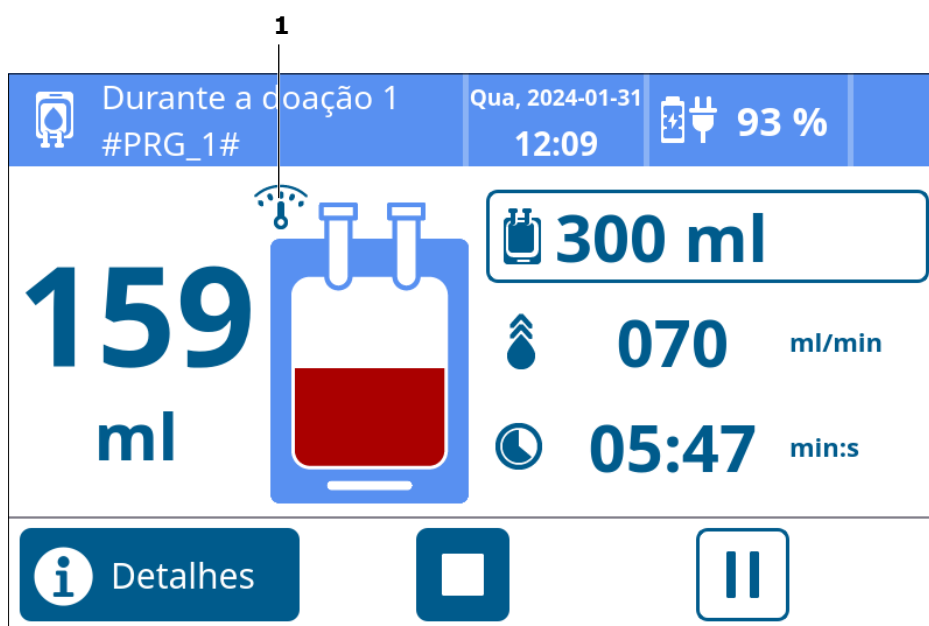 1
Durante a doação 1
#PRG_1#
Qua, 2024-01-31
12:09
93 %
159
ml
300 ml
070 ml/min
05:47 min:s
Detalhes